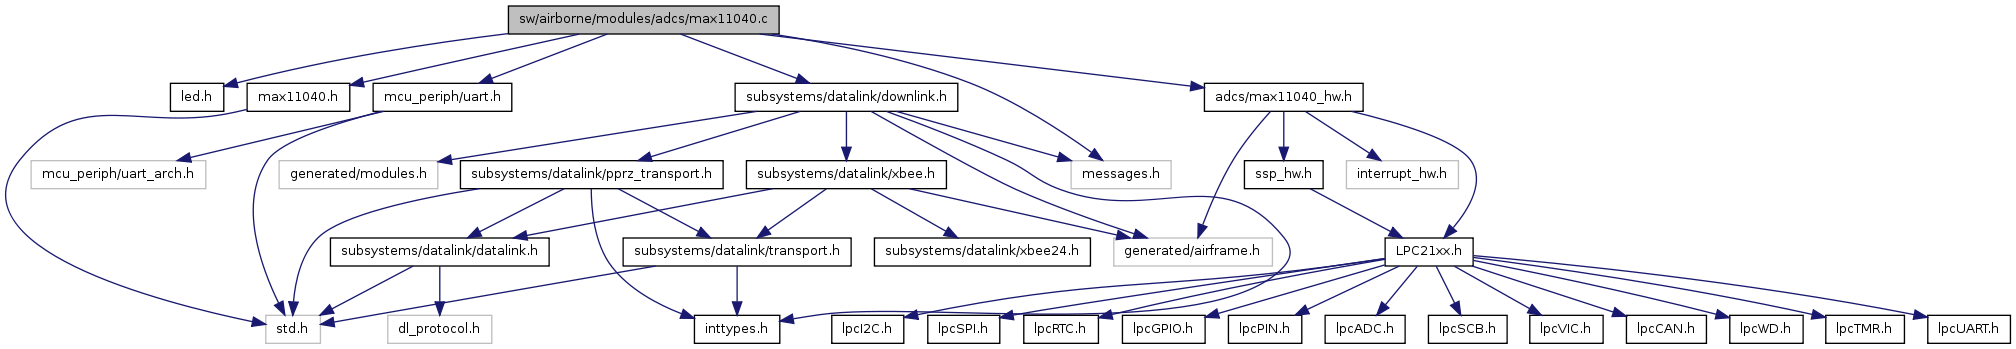 sw/airborne/modules/adcs/max11040.c
led.h
max11040.h
mcu_periph/uart.h
subsystems/datalink/downlink.h
adcs/max11040_hw.h
mcu_periph/uart_arch.h
generated/modules.h
subsystems/datalink/pprz_transport.h
subsystems/datalink/xbee.h
messages.h
ssp_hw.h
interrupt_hw.h
subsystems/datalink/datalink.h
subsystems/datalink/transport.h
subsystems/datalink/xbee24.h
generated/airframe.h
LPC21xx.h
std.h
dl_protocol.h
inttypes.h
lpcI2C.h
lpcSPI.h
lpcRTC.h
lpcGPIO.h
lpcPIN.h
lpcADC.h
lpcSCB.h
lpcVIC.h
lpcCAN.h
lpcWD.h
lpcTMR.h
lpcUART.h